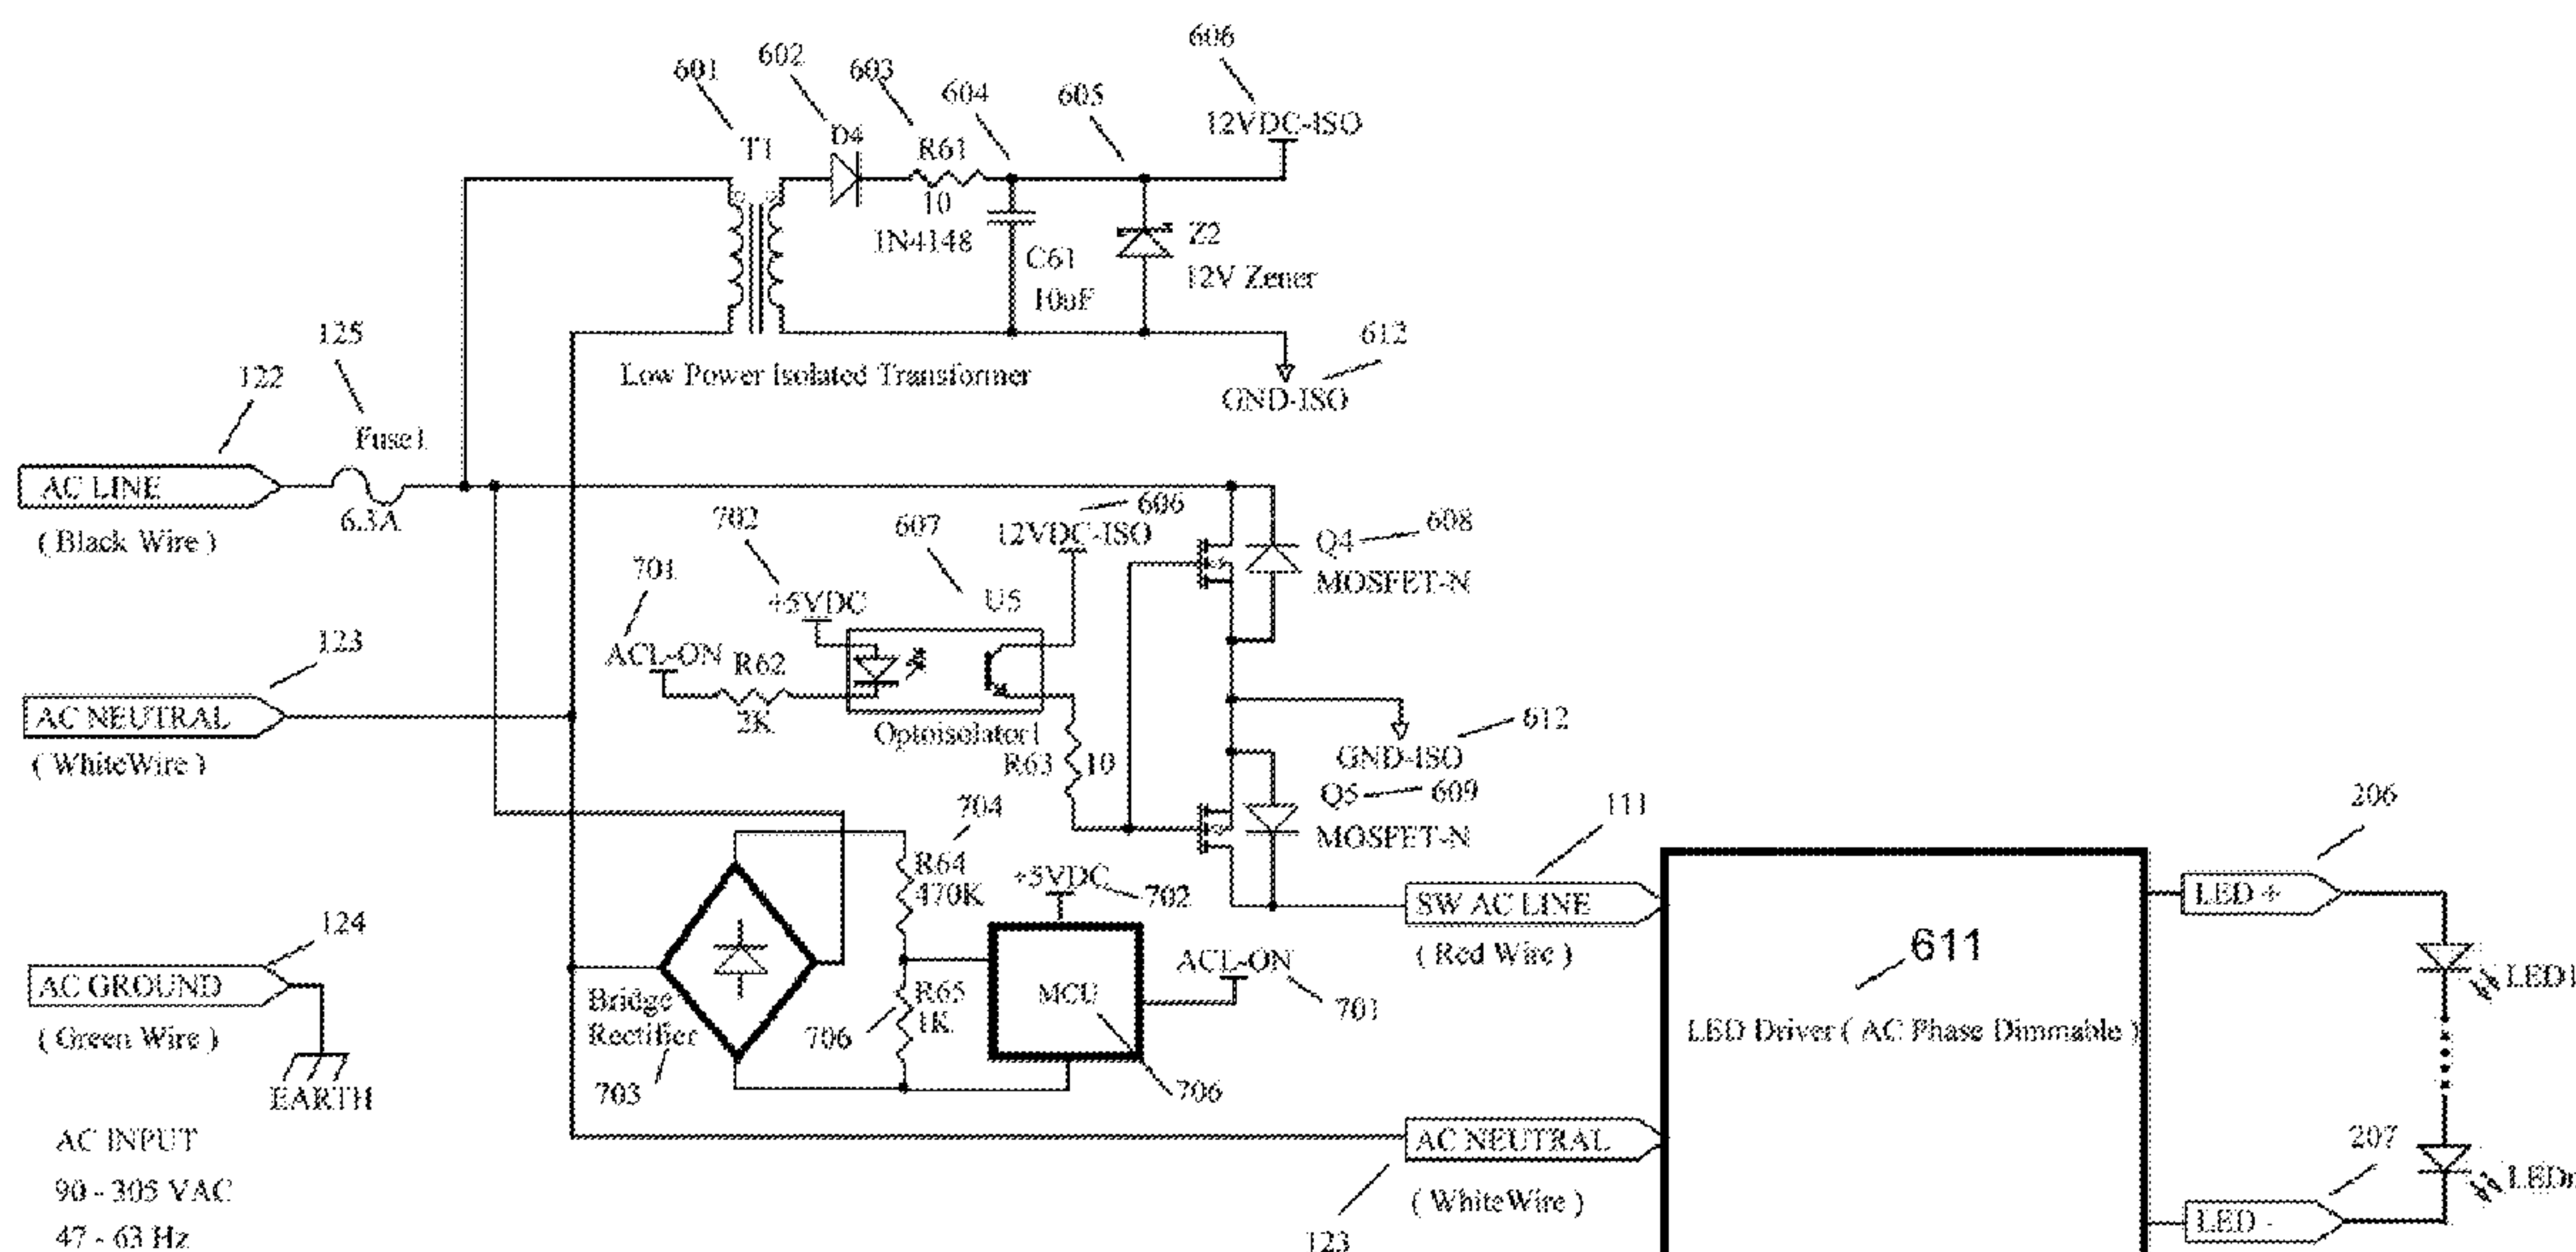 606
602
601
603
604
605
12VDC-ISO
T1
D4
R61
10
1N4148
C61
10uF
Z2
12V Zener
125
612
122
Low Power Isolated Transformer
GND-ISO
Fuse1
AC LINE
6.3A
( Black Wire )
702
607
606
12VDC-ISO
608
Q4
MOSFET-N
701
+5VDC
U5
123
ACL-ON
R62
2K
AC NEUTRAL
( WhiteWire )
Optoisolator1
R63
10
612
GND-ISO
Q5
609
MOSFET-N
111
206
704
R64
470K
+5VDC
702
SW AC LINE
( Red Wire )
LED +
124
611
AC GROUND
( Green Wire )
EARTH
Bridge
Rectifier
703
R65
1K
706
MCU
ACL-ON
701
706
LED Driver ( AC Phase Dimmable )
LED1
AC INPUT
90 - 305 VAC
47 - 63 Hz
AC NEUTRAL
( WhiteWire )
123
207
LEDn
LED -